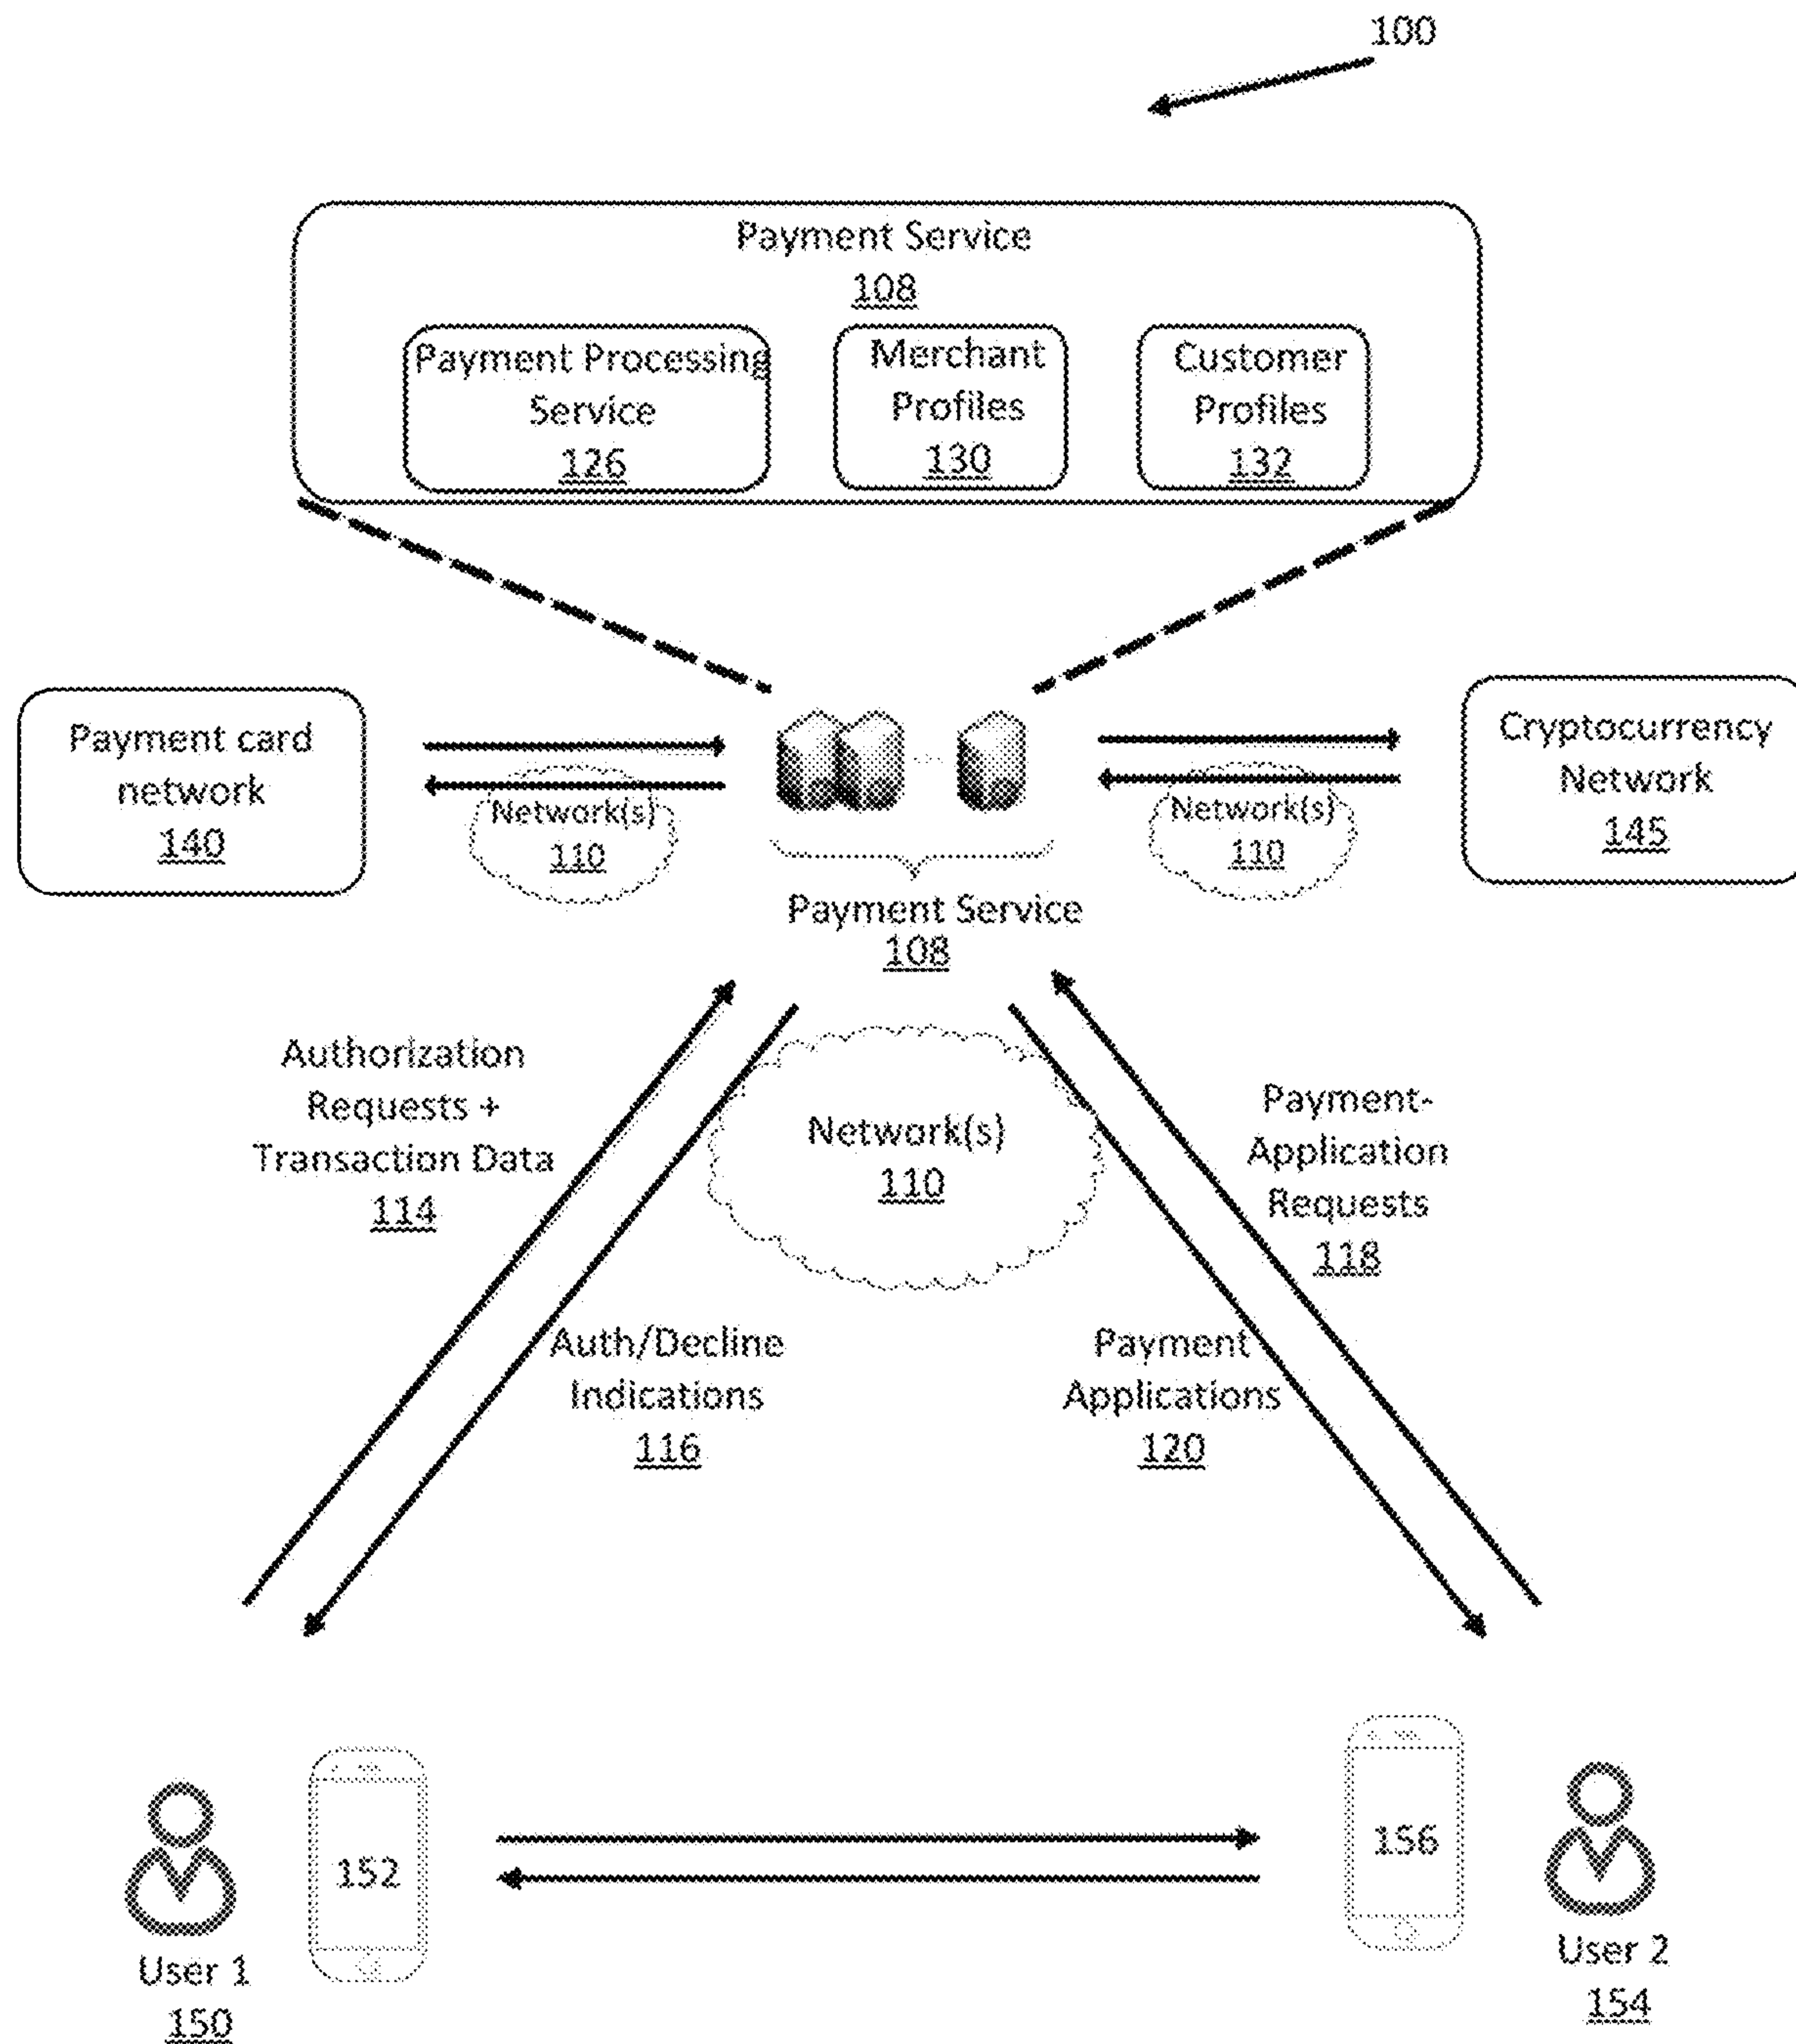 100
Payment Service
108
Payment Processing
Service
126
Merchant
Profiles
130
Customer
Profiles
132
Payment card
network
140
Network(s)
110
Payment Service
108
Network(s)
110
Cryptocurrency
Network
145
Authorization
Requests +
Transaction Data
114
Network(s)
110
Payment-
Application
Requests
118
Auth/Decline
Indications
116
Payment
Applications
120
152
156
User 1
150
User 2
154